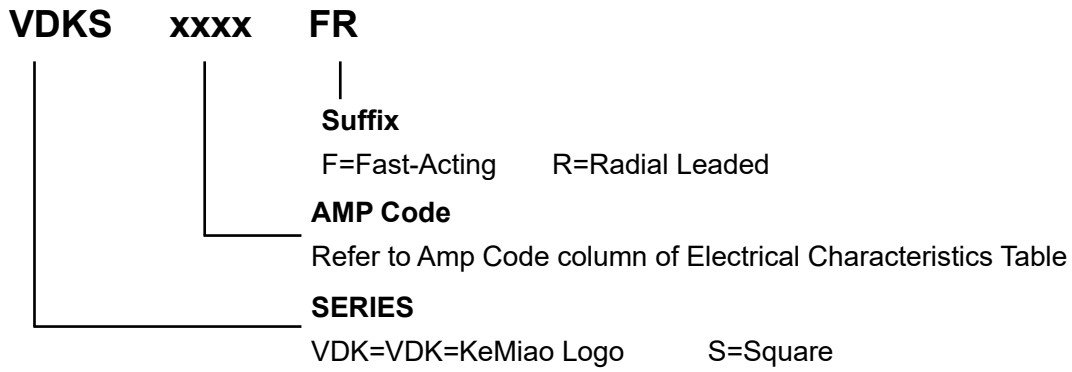 VDKS xxxx FR
Suffix
F=Fast-Acting R=Radial Leaded
AMP Code
Refer to Amp Code column of Electrical Characteristics Table
SERIES
VDK=VDK=KeMiao Logo S=Square